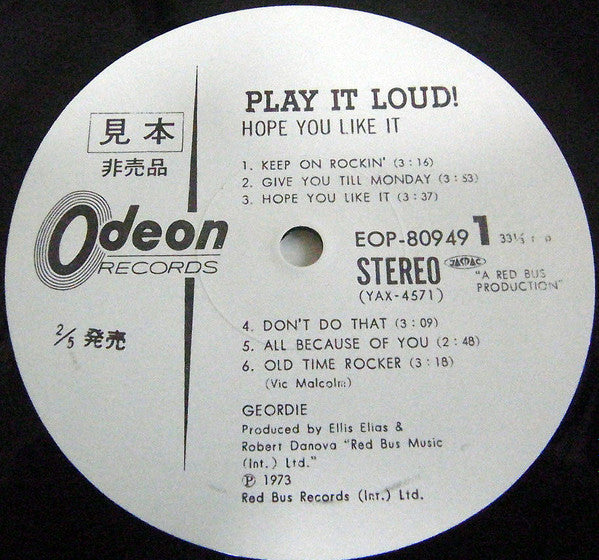 PLAY IT LOUD!
HOPE YOU LIKE IT
見本
非売品
1. KEEP ON ROCKIN' (3:16)
2. GIVE YOU TILL MONDAY (3:53)
3. HOPE YOU LIKE IT (3:37)
Odeon
RECORDS
EOP-80949 1 33⅓
STEREO JASRAC "A RED BUS
(YAX-4571) PRODUCTION"
2/5 発売
4. DON'T DO THAT (3:09)
5. ALL BECAUSE OF YOU (2:48)
6. OLD TIME ROCKER (3:18)
(Vic Malcolm)
GEORDIE
Produced by Ellis Elias &
Robert Danova "Red Bus Music
(Int.) Ltd."
Ⓟ 1973
Red Bus Records (Int.) Ltd.